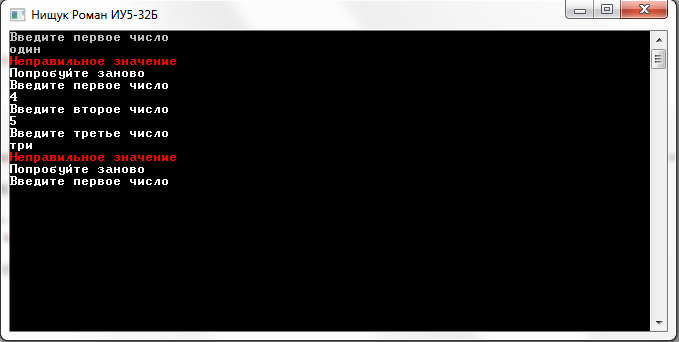 Нищук Роман ИУ5-32Б
Введите первое число
один
Неправильное значение
Попробуйте заново
Введите первое число
4
Введите второе число
5
Введите третье число
три
Неправильное значение
Попробуйте заново
Введите первое число